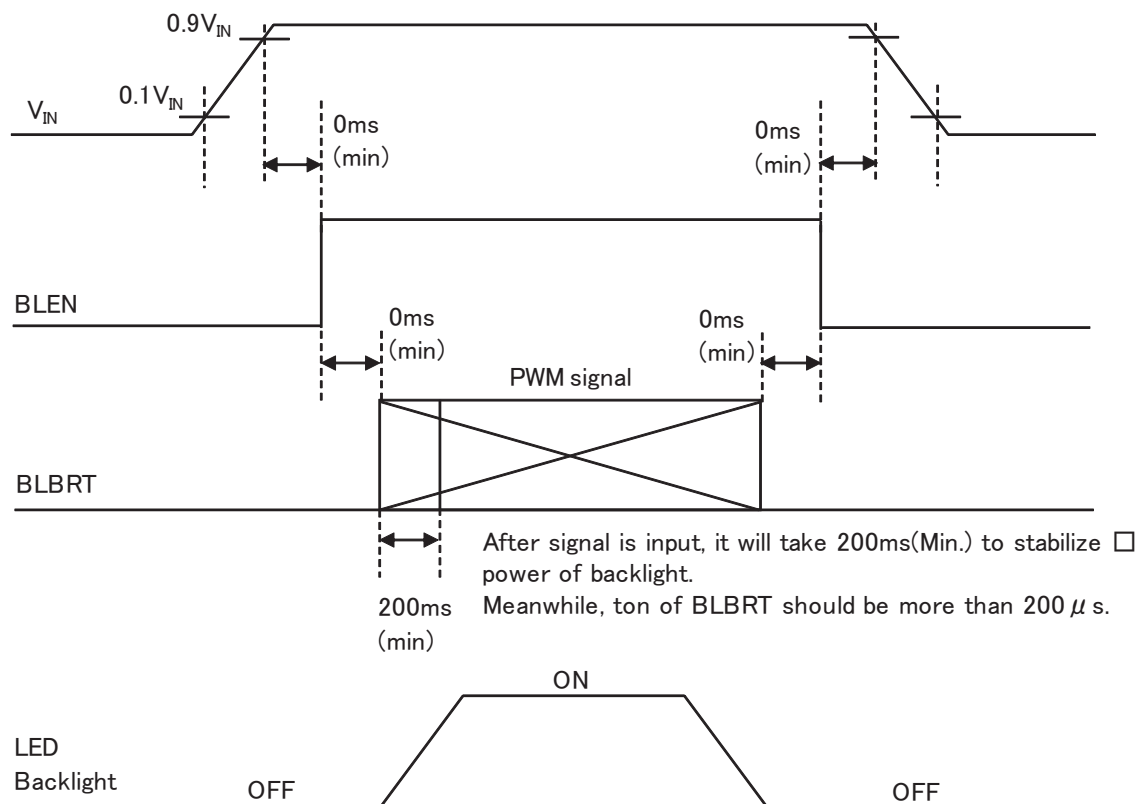 0.9VIN
0.1VIN
VIN
0ms
(min)
0ms
(min)
BLEN
0ms
(min)
0ms
(min)
PWM signal
BLBRT
After signal is input, it will take 200ms(Min.) to stabilize □
power of backlight.
Meanwhile, ton of BLBRT should be more than 200 μ s.
200ms
(min)
ON
LED
Backlight
OFF
OFF